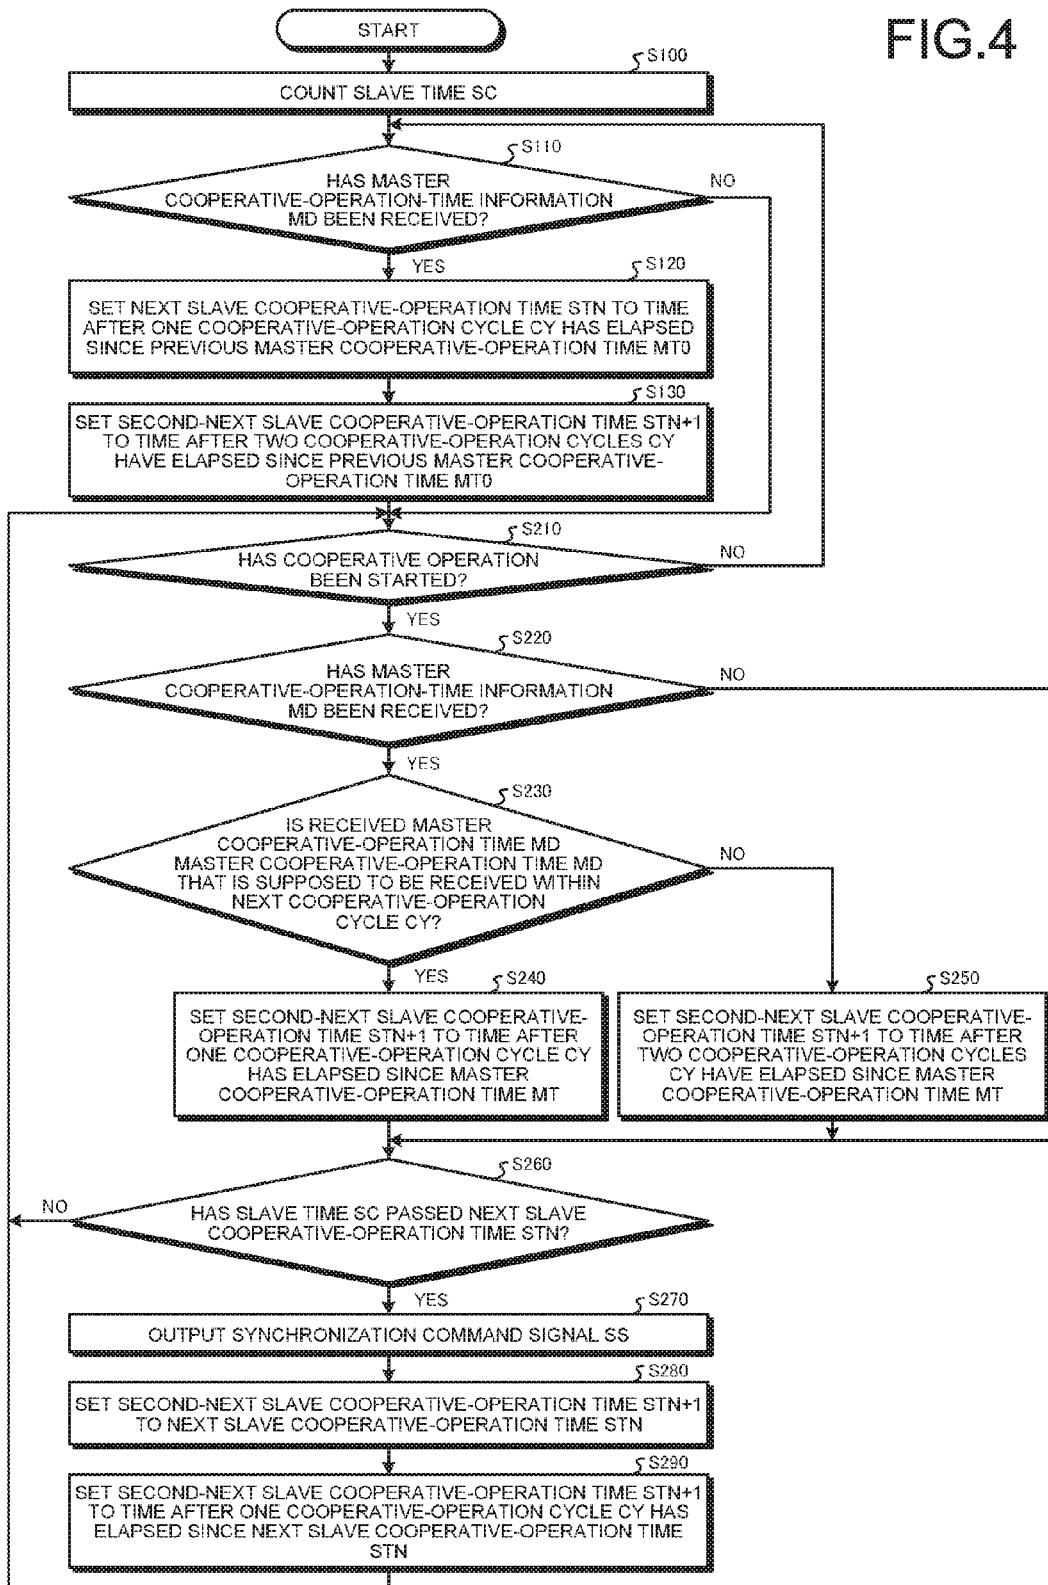 FIG.4
START
S100
COUNT SLAVE TIME SC
S110
HAS MASTER
COOPERATIVE-OPERATION-TIME INFORMATION
MD BEEN RECEIVED?
NO
YES
S120
SET NEXT SLAVE COOPERATIVE-OPERATION TIME STN TO TIME
AFTER ONE COOPERATIVE-OPERATION CYCLE CY HAS ELAPSED
SINCE PREVIOUS MASTER COOPERATIVE-OPERATION TIME MT0
S130
SET SECOND-NEXT SLAVE COOPERATIVE-OPERATION TIME STN+1
TO TIME AFTER TWO COOPERATIVE-OPERATION CYCLES CY
HAVE ELAPSED SINCE PREVIOUS MASTER COOPERATIVE-
OPERATION TIME MT0
S210
HAS COOPERATIVE OPERATION
BEEN STARTED?
NO
YES
S220
HAS MASTER
COOPERATIVE-OPERATION-TIME INFORMATION
MD BEEN RECEIVED?
NO
YES
S230
IS RECEIVED MASTER
COOPERATIVE-OPERATION TIME MD
MASTER COOPERATIVE-OPERATION TIME MD
THAT IS SUPPOSED TO BE RECEIVED WITHIN
NEXT COOPERATIVE-OPERATION
CYCLE CY?
NO
YES
S240
SET SECOND-NEXT SLAVE COOPERATIVE-
OPERATION TIME STN+1 TO TIME AFTER
ONE COOPERATIVE-OPERATION CYCLE CY
HAS ELAPSED SINCE MASTER
COOPERATIVE-OPERATION TIME MT
S250
SET SECOND-NEXT SLAVE COOPERATIVE-
OPERATION TIME STN+1 TO TIME AFTER
TWO COOPERATIVE-OPERATION CYCLES
CY HAVE ELAPSED SINCE MASTER
COOPERATIVE-OPERATION TIME MT
S260
HAS SLAVE TIME SC PASSED NEXT SLAVE
COOPERATIVE-OPERATION TIME STN?
NO
YES
S270
OUTPUT SYNCHRONIZATION COMMAND SIGNAL SS
S280
SET SECOND-NEXT SLAVE COOPERATIVE-OPERATION TIME STN+1
TO NEXT SLAVE COOPERATIVE-OPERATION TIME STN
S290
SET SECOND-NEXT SLAVE COOPERATIVE-OPERATION TIME STN+1
TO TIME AFTER ONE COOPERATIVE-OPERATION CYCLE CY HAS
ELAPSED SINCE NEXT SLAVE COOPERATIVE-OPERATION TIME
STN